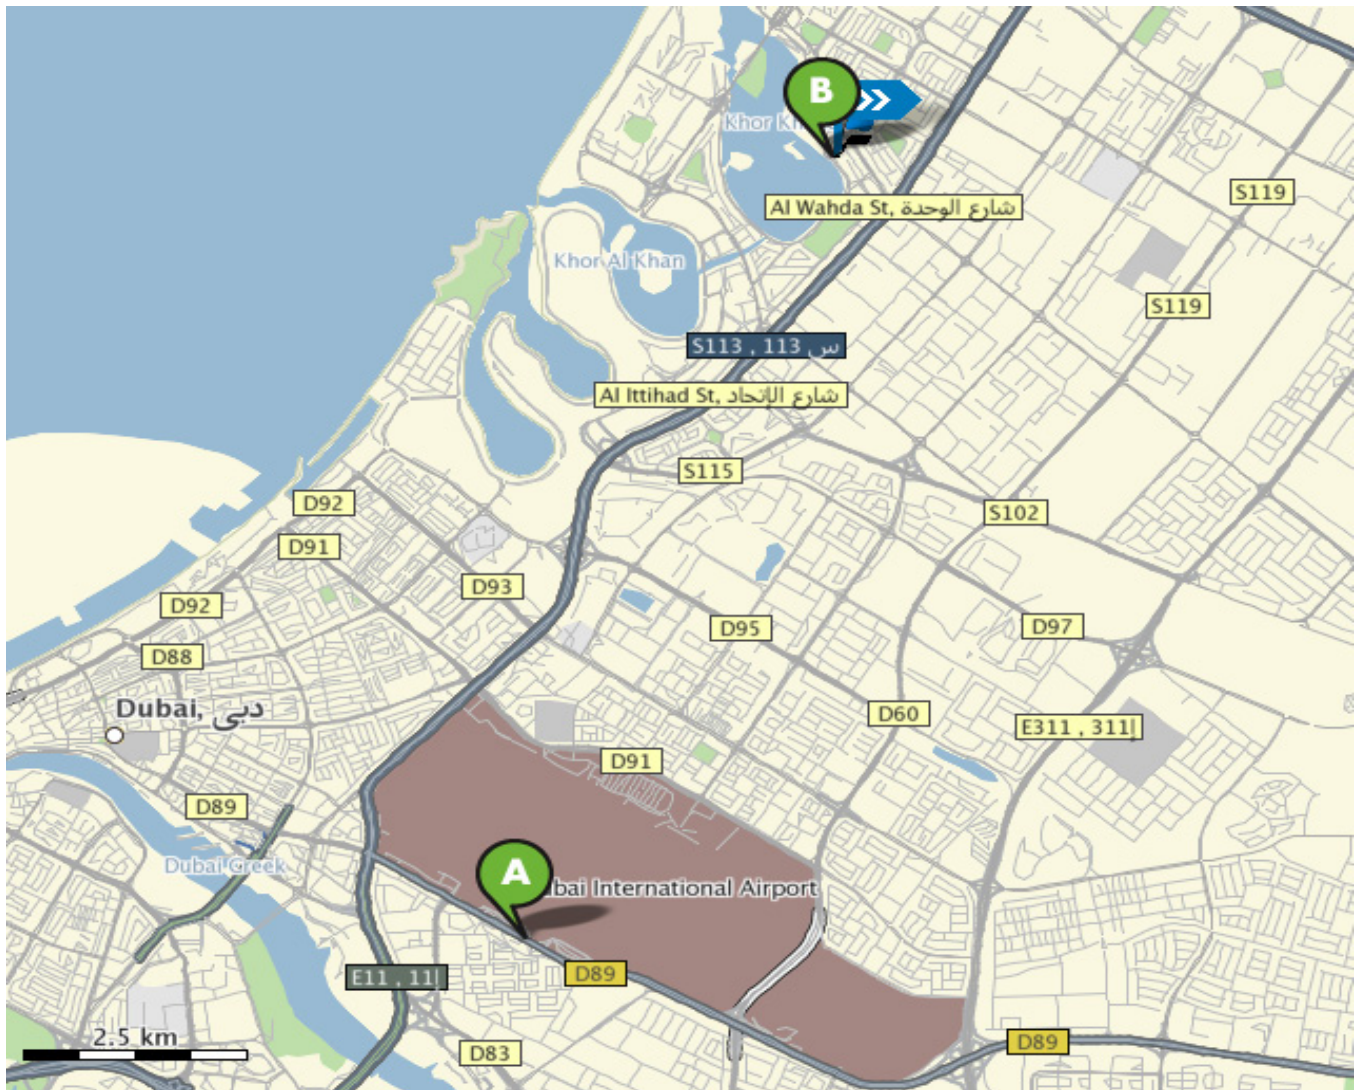 B
Khor
S119
Al Wahda St, شارع الوحدة
Khor Al Khan
S119
S113 , 113 س
Al Ittihad St, شارع الإتحاد
S115
D92
S102
D91
D93
D92
D95
D97
D88
Dubai, دبي
D60
E311 , 311إ
D91
D89
Dubai Creek
A
bai International Airport
E11 , 11إ
D89
2.5 km
D83
D89